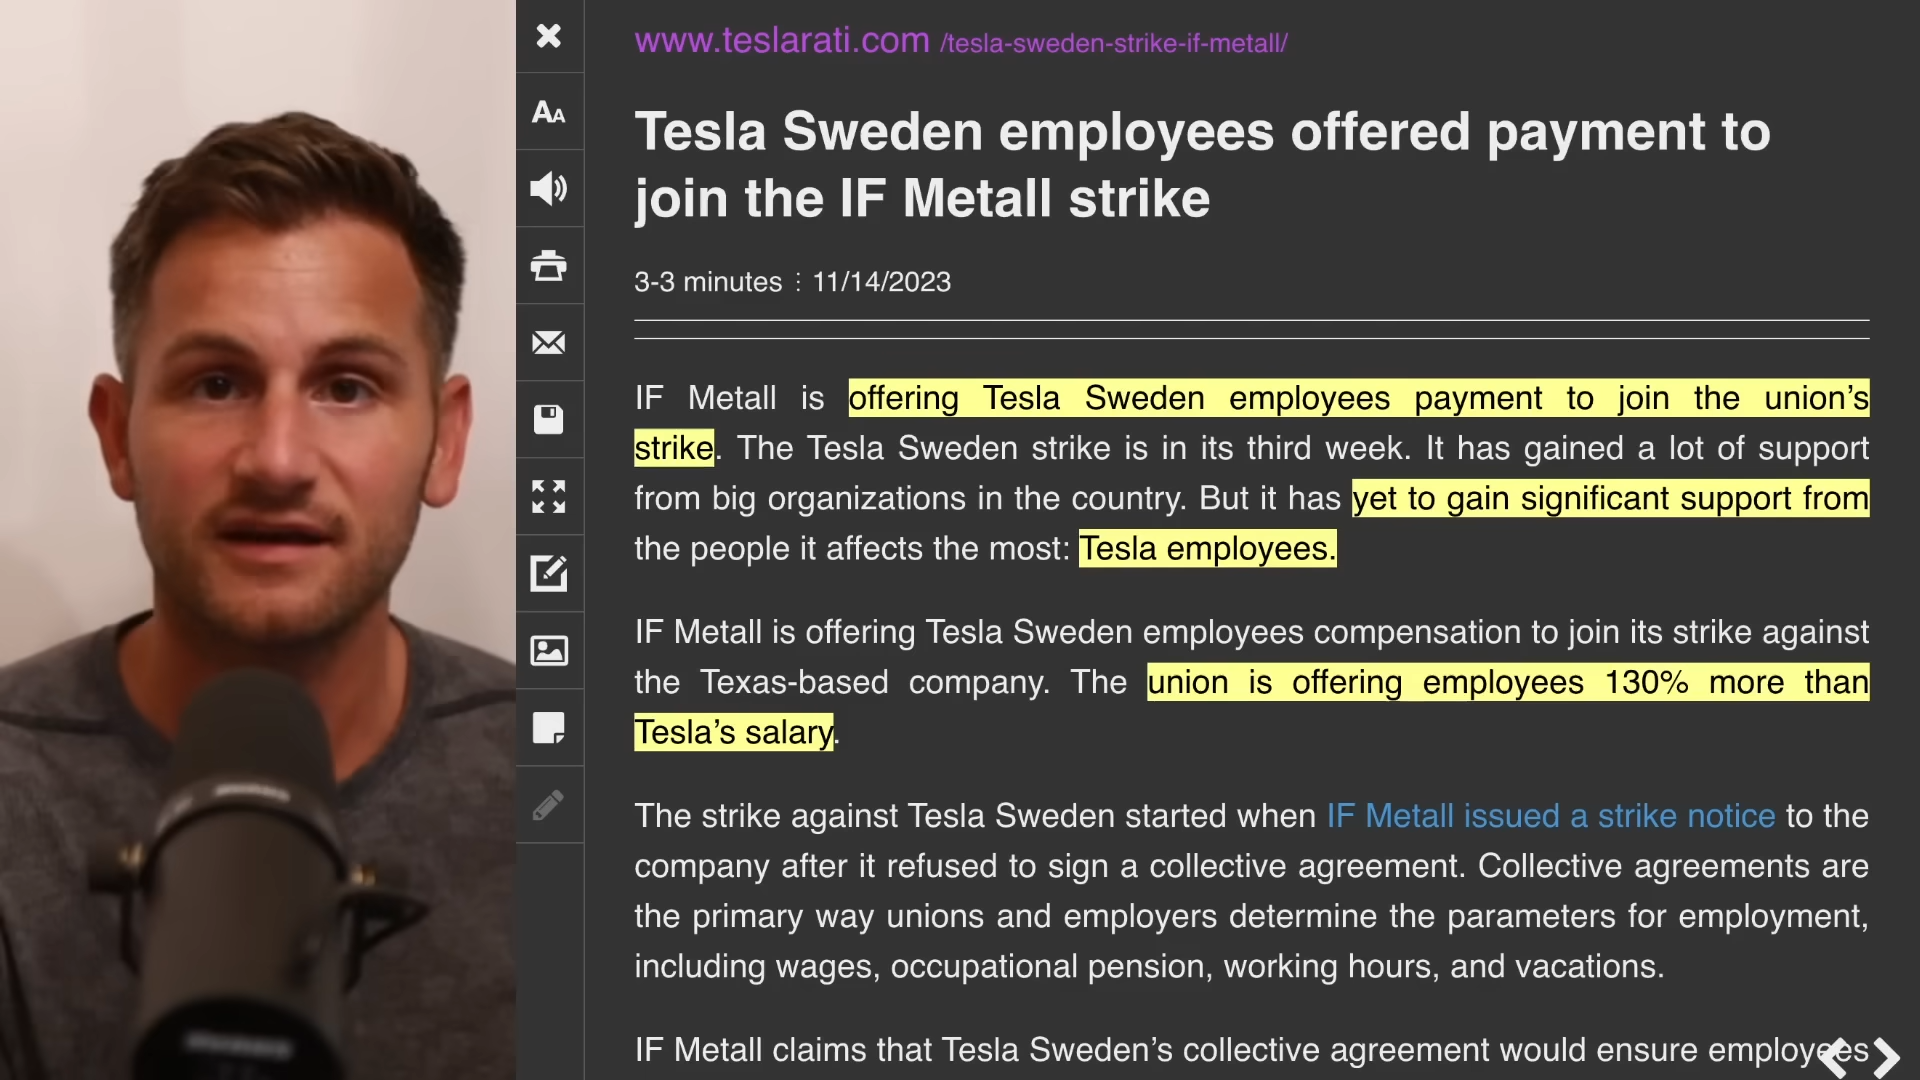 www.teslarati.com /tesla-sweden-strike-if-metall/
AA
Tesla Sweden employees offered payment to
join the IF Metall strike
3-3 minutes ⋮ 11/14/2023
IF Metall is offering Tesla Sweden employees payment to join the union’s
strike. The Tesla Sweden strike is in its third week. It has gained a lot of support
from big organizations in the country. But it has yet to gain significant support from
the people it affects the most: Tesla employees.
IF Metall is offering Tesla Sweden employees compensation to join its strike against
the Texas-based company. The union is offering employees 130% more than
Tesla’s salary.
The strike against Tesla Sweden started when IF Metall issued a strike notice to the
company after it refused to sign a collective agreement. Collective agreements are
the primary way unions and employers determine the parameters for employment,
including wages, occupational pension, working hours, and vacations.
IF Metall claims that Tesla Sweden’s collective agreement would ensure employees